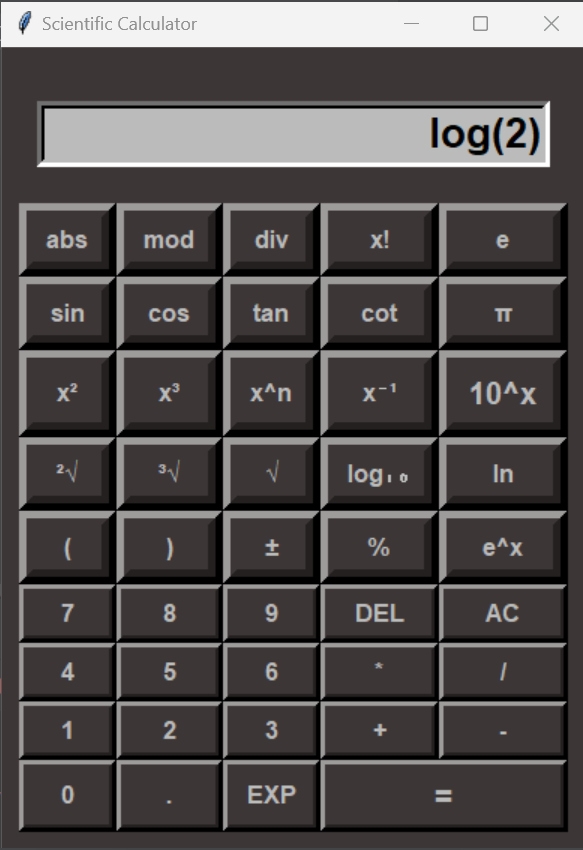 Scientific Calculator
log(2)
abs mod div x! e
sin cos tan cot π
x² x³ x^n x⁻¹ 10^x
²√ ³√ √ log₁₀ ln
( ) ± % e^x
7 8 9 DEL AC
4 5 6 * /
1 2 3 + -
0 . EXP =